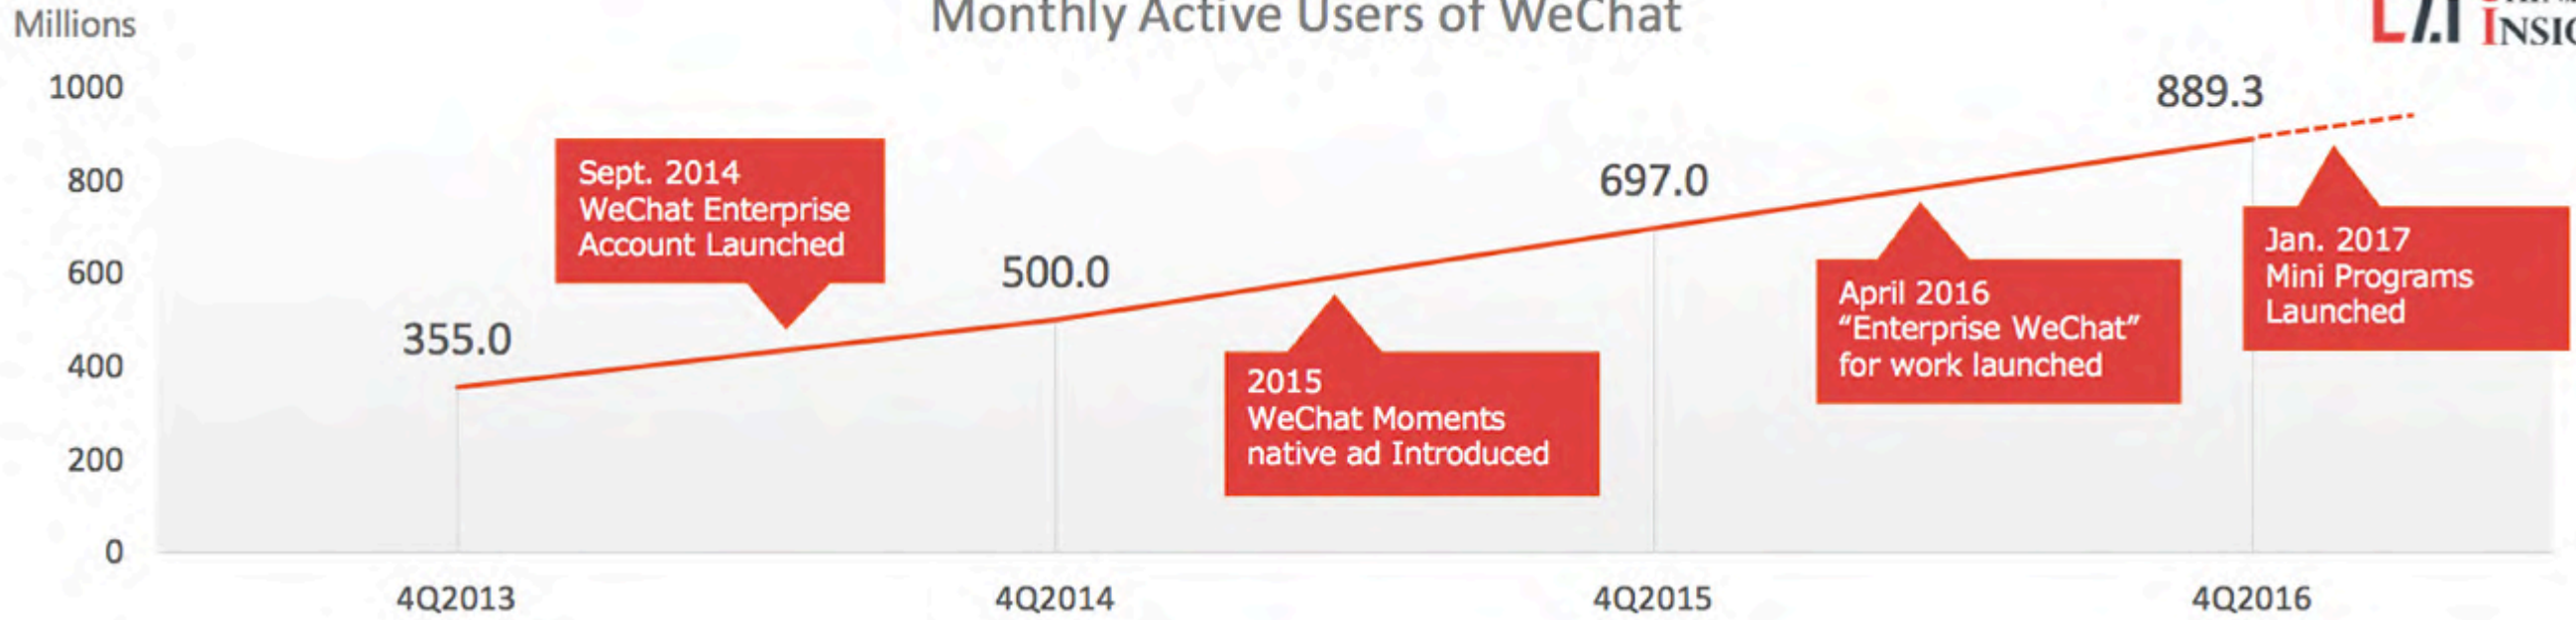 Monthly Active Users of WeChat
Millions
1000
800
600
400
200
0
355.0
500.0
697.0
889.3
Sept. 2014
WeChat Enterprise
Account Launched
2015
WeChat Moments
native ad Introduced
April 2016
“Enterprise WeChat”
for work launched
Jan. 2017
Mini Programs
Launched
4Q2013
4Q2014
4Q2015
4Q2016